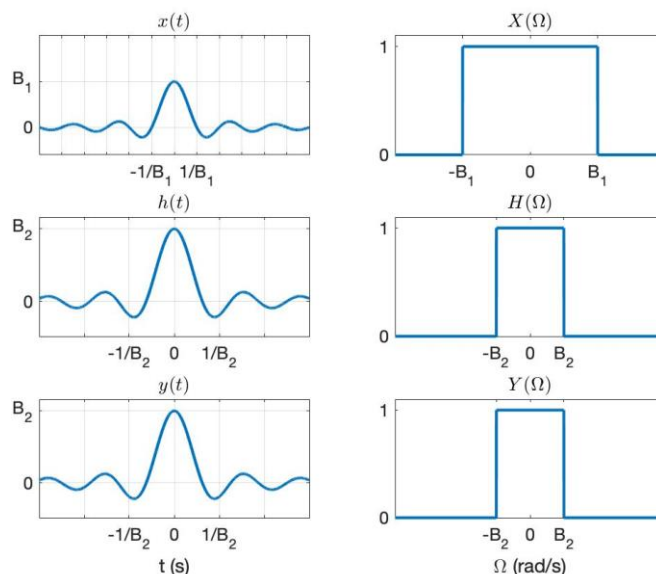 x(t)
B₁
0
-1/B₁ 1/B₁
X(Ω)
1
0
-B₁ 0 B₁
h(t)
B₂
0
-1/B₂ 0 1/B₂
H(Ω)
1
0
-B₂ 0 B₂
y(t)
B₂
0
-1/B₂ 0 1/B₂
t (s)
Y(Ω)
1
0
-B₂ 0 B₂
Ω (rad/s)